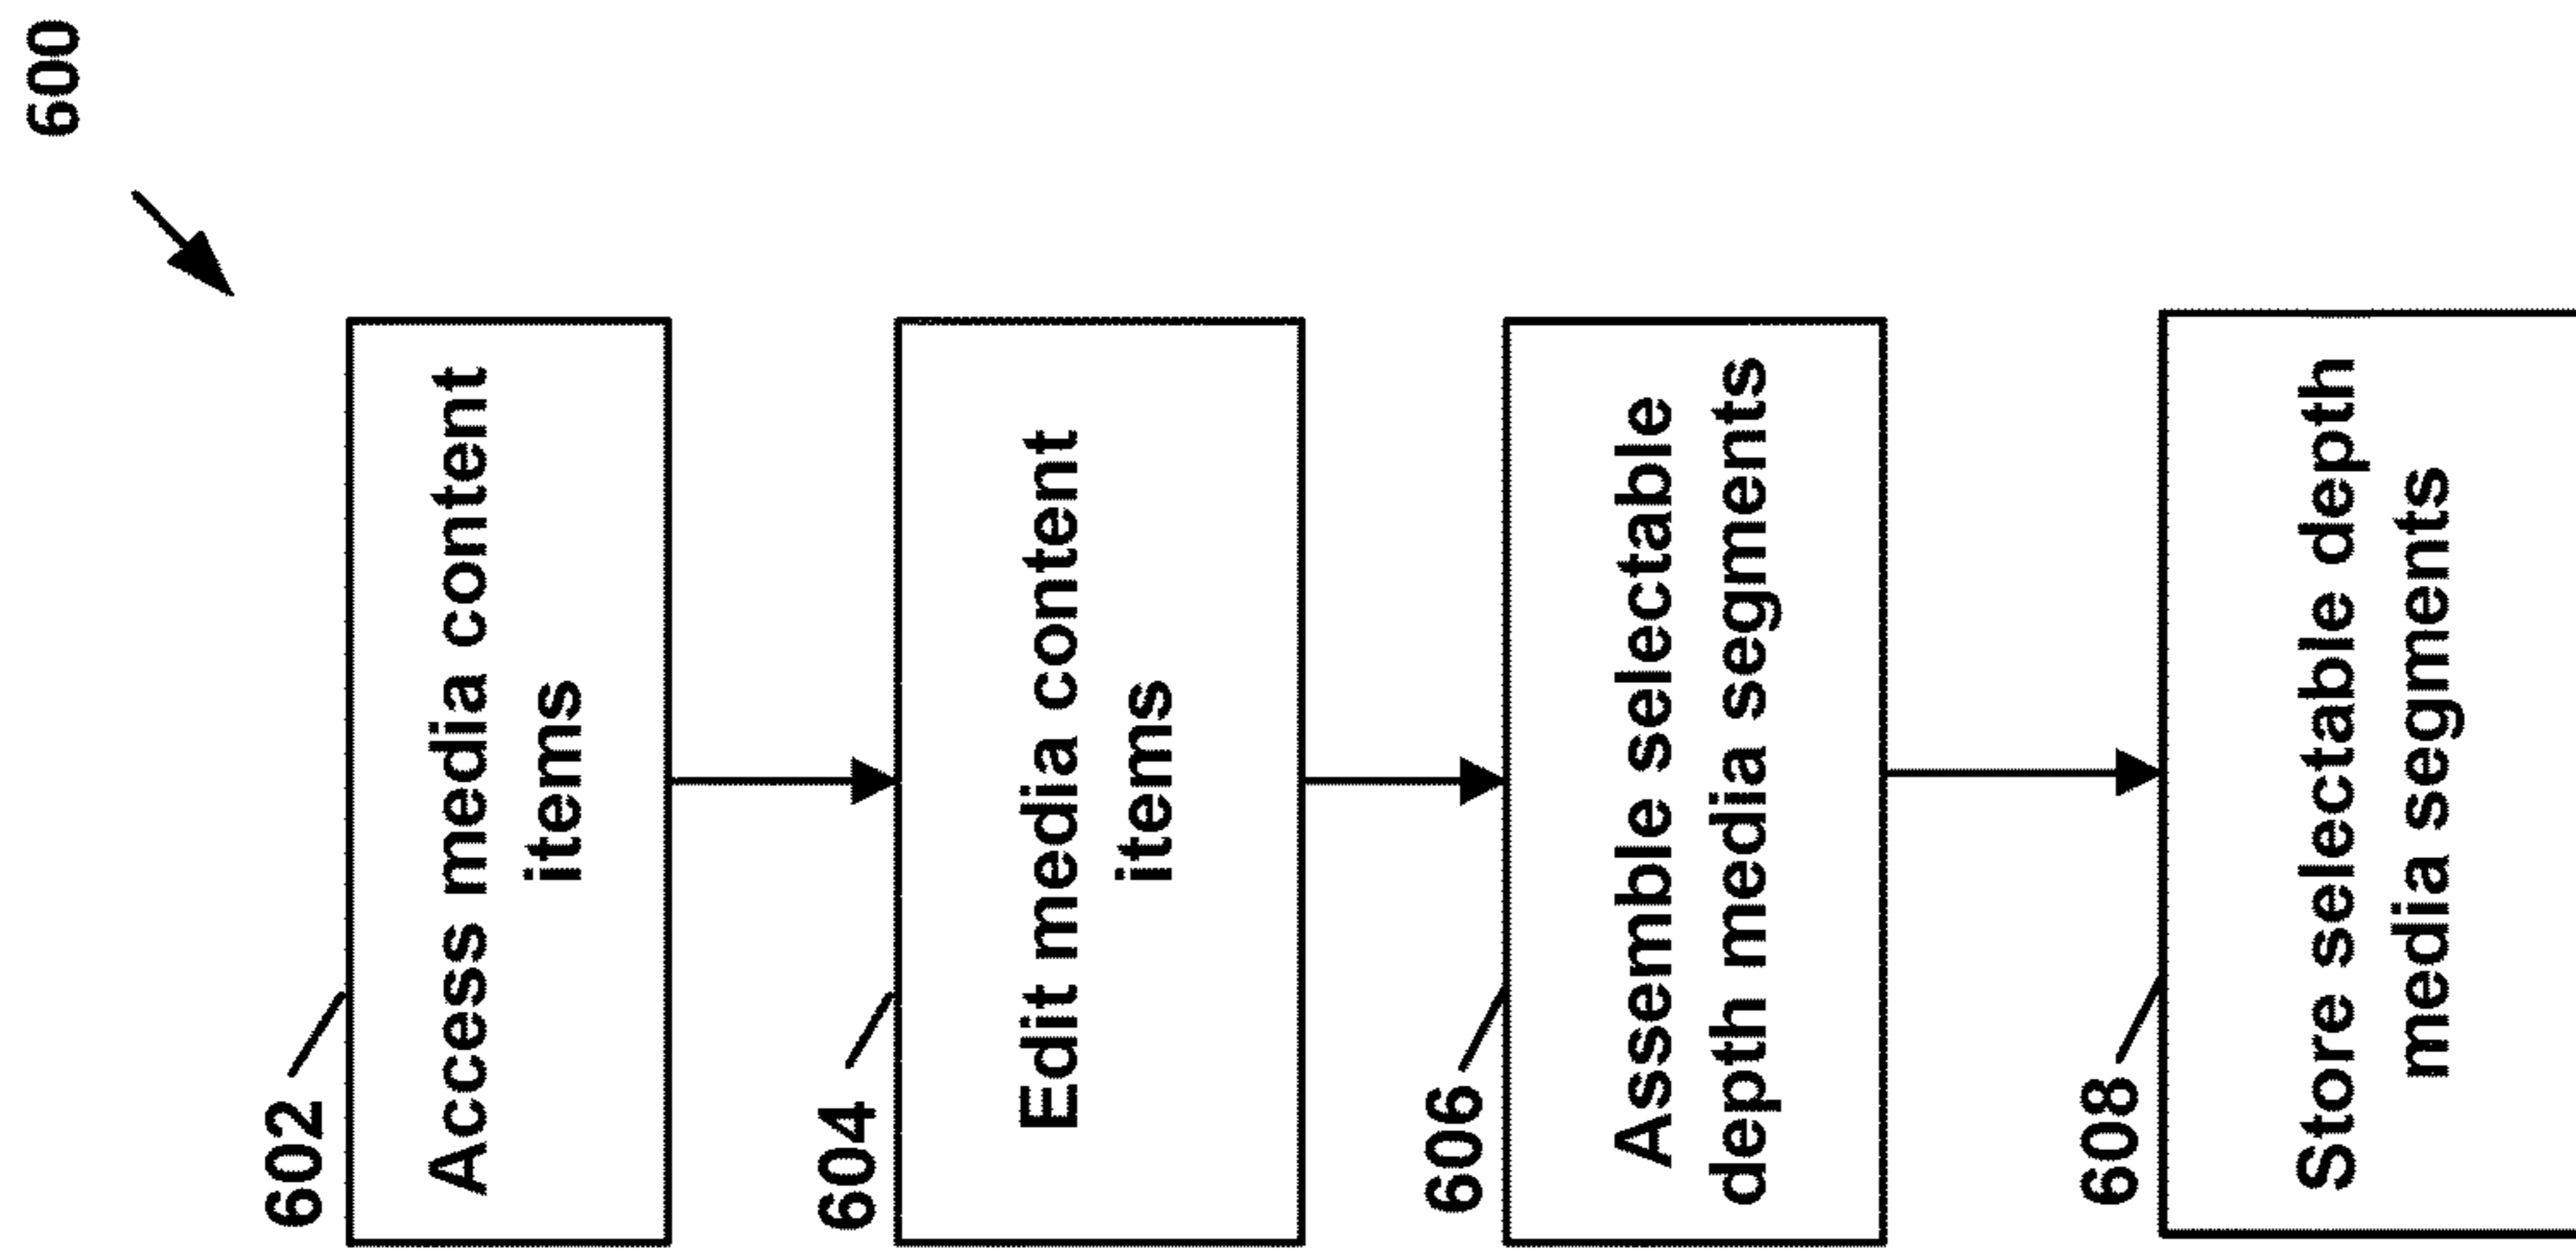 600
602
Access media content
items
604
Edit media content
items
606
Assemble selectable
depth media segments
608
Store selectable depth
media segments